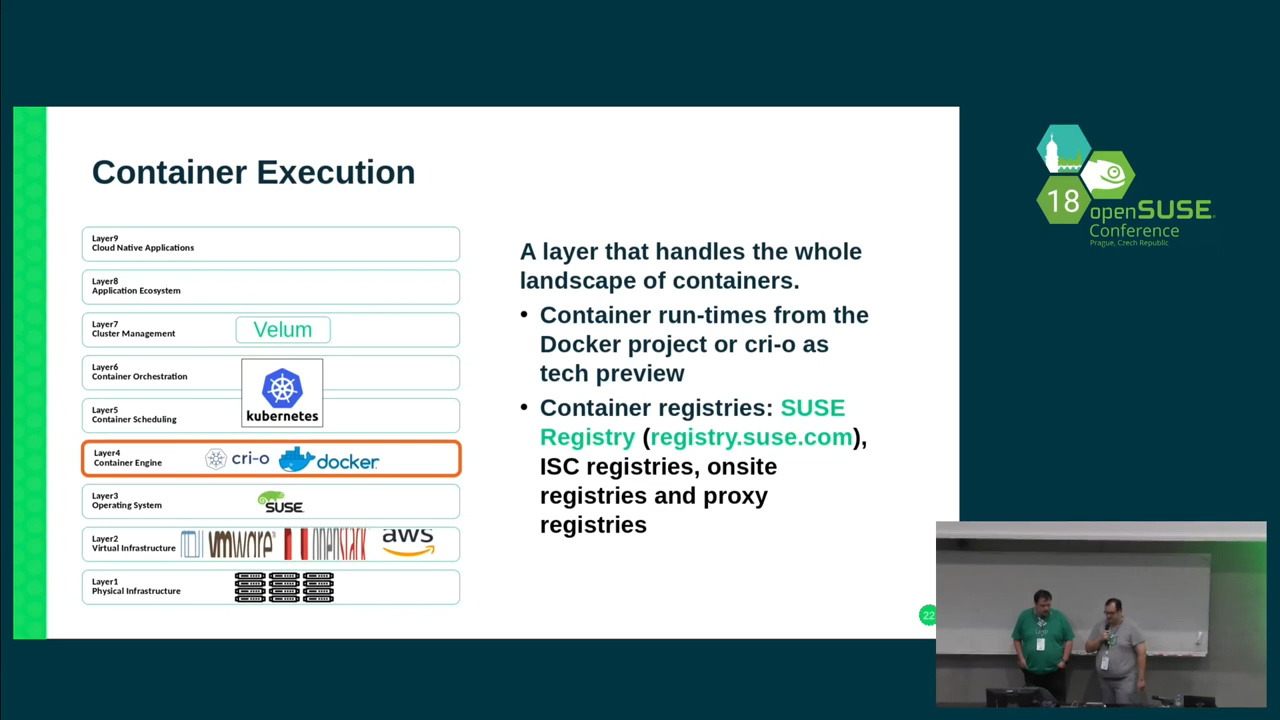 Container Execution
Layer9
Cloud Native Applications
Layer8
Application Ecosystem
Layer7
Cluster Management
Velum
Layer6
Container Orchestration
kubernetes
Layer5
Container Scheduling
Layer4
Container Engine
cri-o
docker
Layer3
Operating System
SUSE
Layer2
Virtual Infrastructure
vmware
openstack
aws
Layer1
Physical Infrastructure
A layer that handles the whole
landscape of containers.
• Container run-times from the
Docker project or cri-o as
tech preview
• Container registries: SUSE
Registry (registry.suse.com),
ISC registries, onsite
registries and proxy
registries
22
18
openSUSE
Conference
Prague, Czech Republic